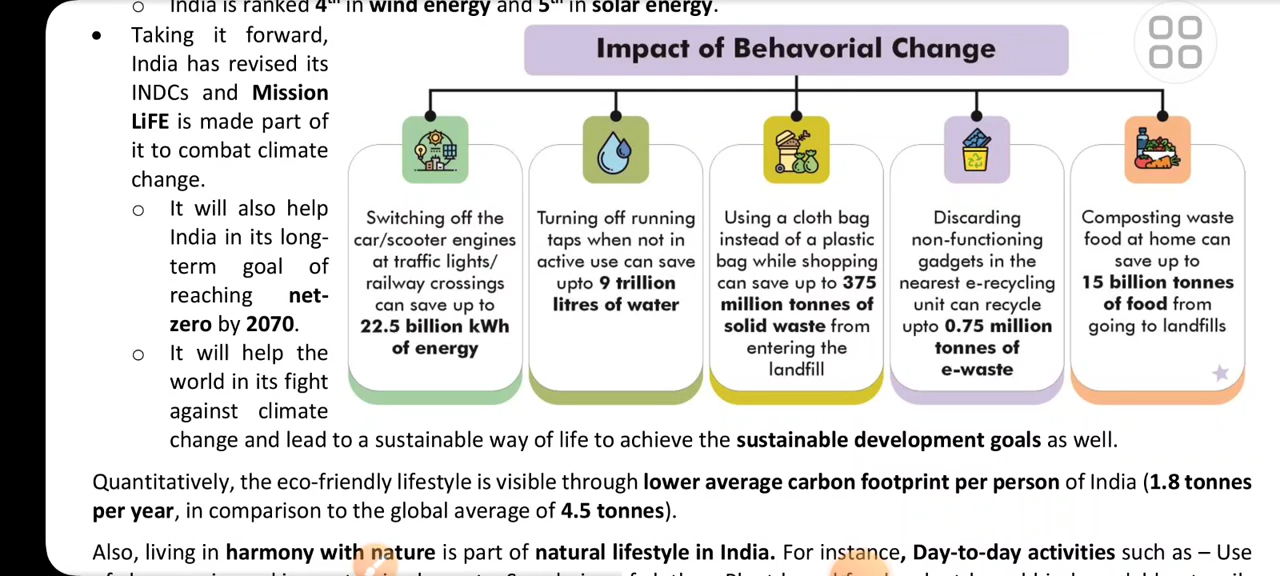 o India is ranked 4th in wind energy and 5th in solar energy.
• Taking it forward,
India has revised its
INDCs and Mission
LiFE is made part of
it to combat climate
change.
o It will also help
India in its long-
term goal of
reaching net-
zero by 2070.
o It will help the
world in its fight
against climate
change and lead to a sustainable way of life to achieve the sustainable development goals as well.
Impact of Behavorial Change
Switching off the
car/scooter engines
at traffic lights/
railway crossings
can save up to
22.5 billion kWh
of energy
Turning off running
taps when not in
active use can save
upto 9 trillion
litres of water
Using a cloth bag
instead of a plastic
bag while shopping
can save up to 375
million tonnes of
solid waste from
entering the
landfill
Discarding
non-functioning
gadgets in the
nearest e-recycling
unit can recycle
upto 0.75 million
tonnes of
e-waste
Composting waste
food at home can
save up to
15 billion tonnes
of food from
going to landfills
Quantitatively, the eco-friendly lifestyle is visible through lower average carbon footprint per person of India (1.8 tonnes
per year, in comparison to the global average of 4.5 tonnes).
Also, living in harmony with nature is part of natural lifestyle in India. For instance, Day-to-day activities such as – Use